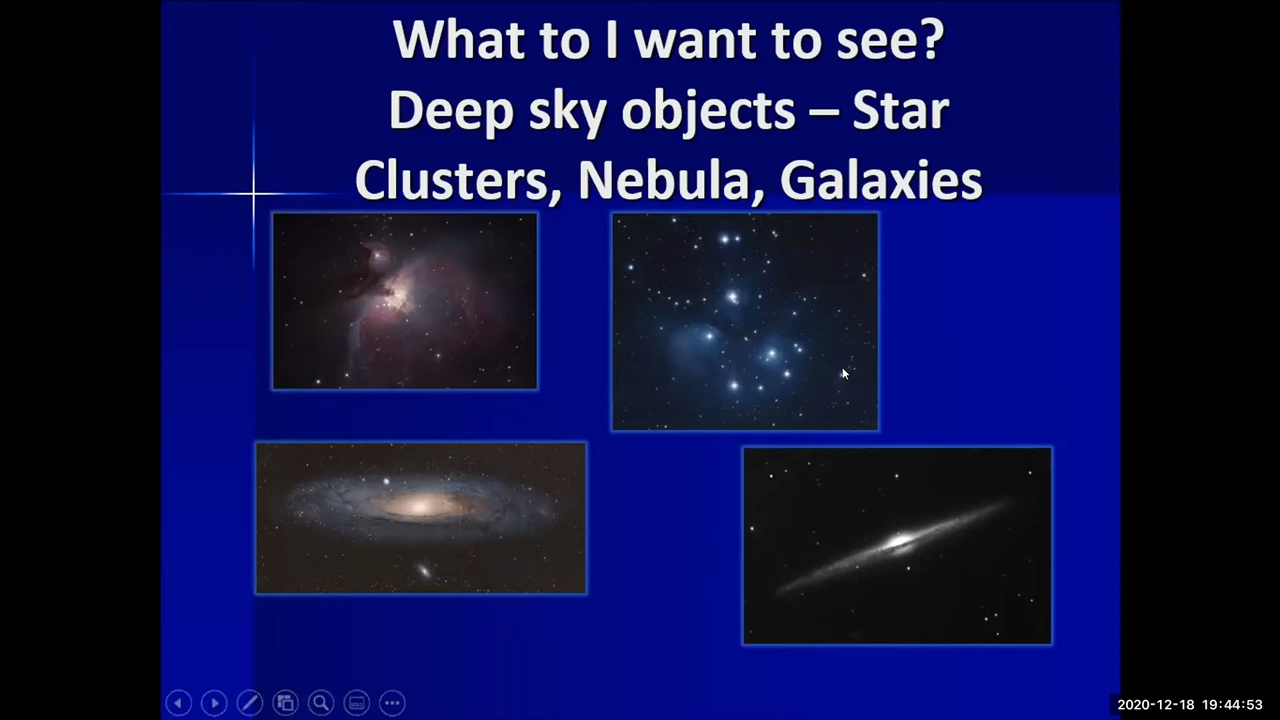 What to I want to see?
Deep sky objects – Star
Clusters, Nebula, Galaxies
2020-12-18 19:44:53